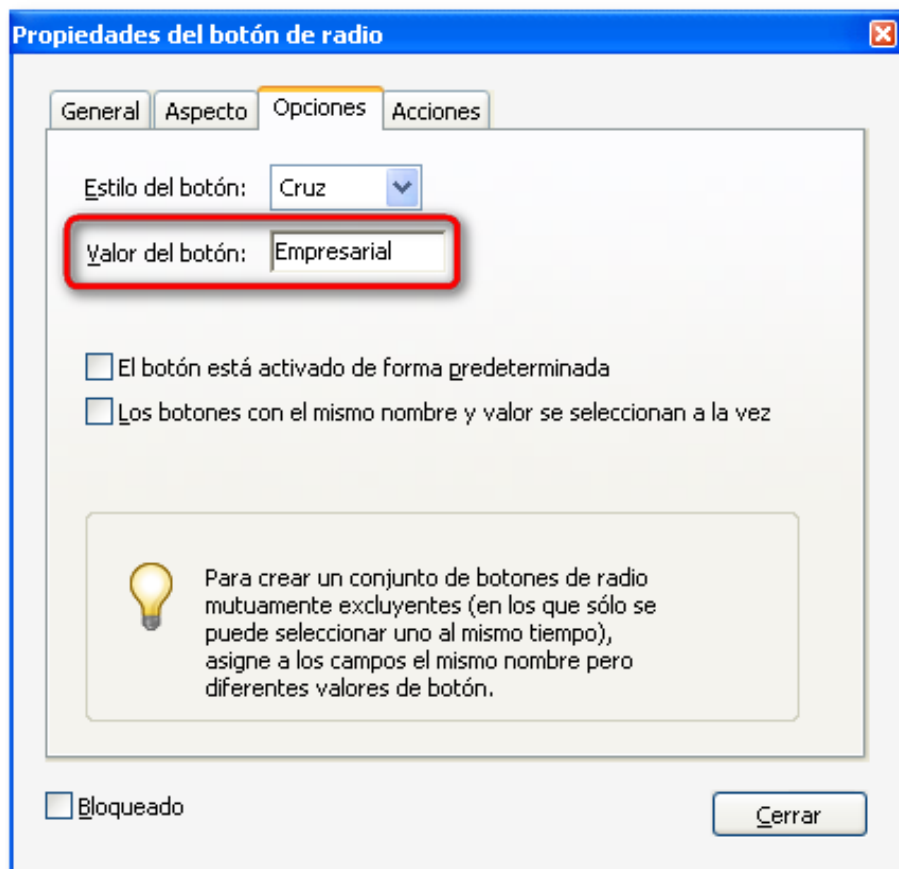 Propiedades del botón de radio
General Aspecto Opciones Acciones
Estilo del botón: Cruz
Valor del botón: Empresarial
El botón está activado de forma predeterminada
Los botones con el mismo nombre y valor se seleccionan a la vez
Para crear un conjunto de botones de radio
mutuamente excluyentes (en los que sólo se
puede seleccionar uno al mismo tiempo),
asigne a los campos el mismo nombre pero
diferentes valores de botón.
Bloqueado
Cerrar